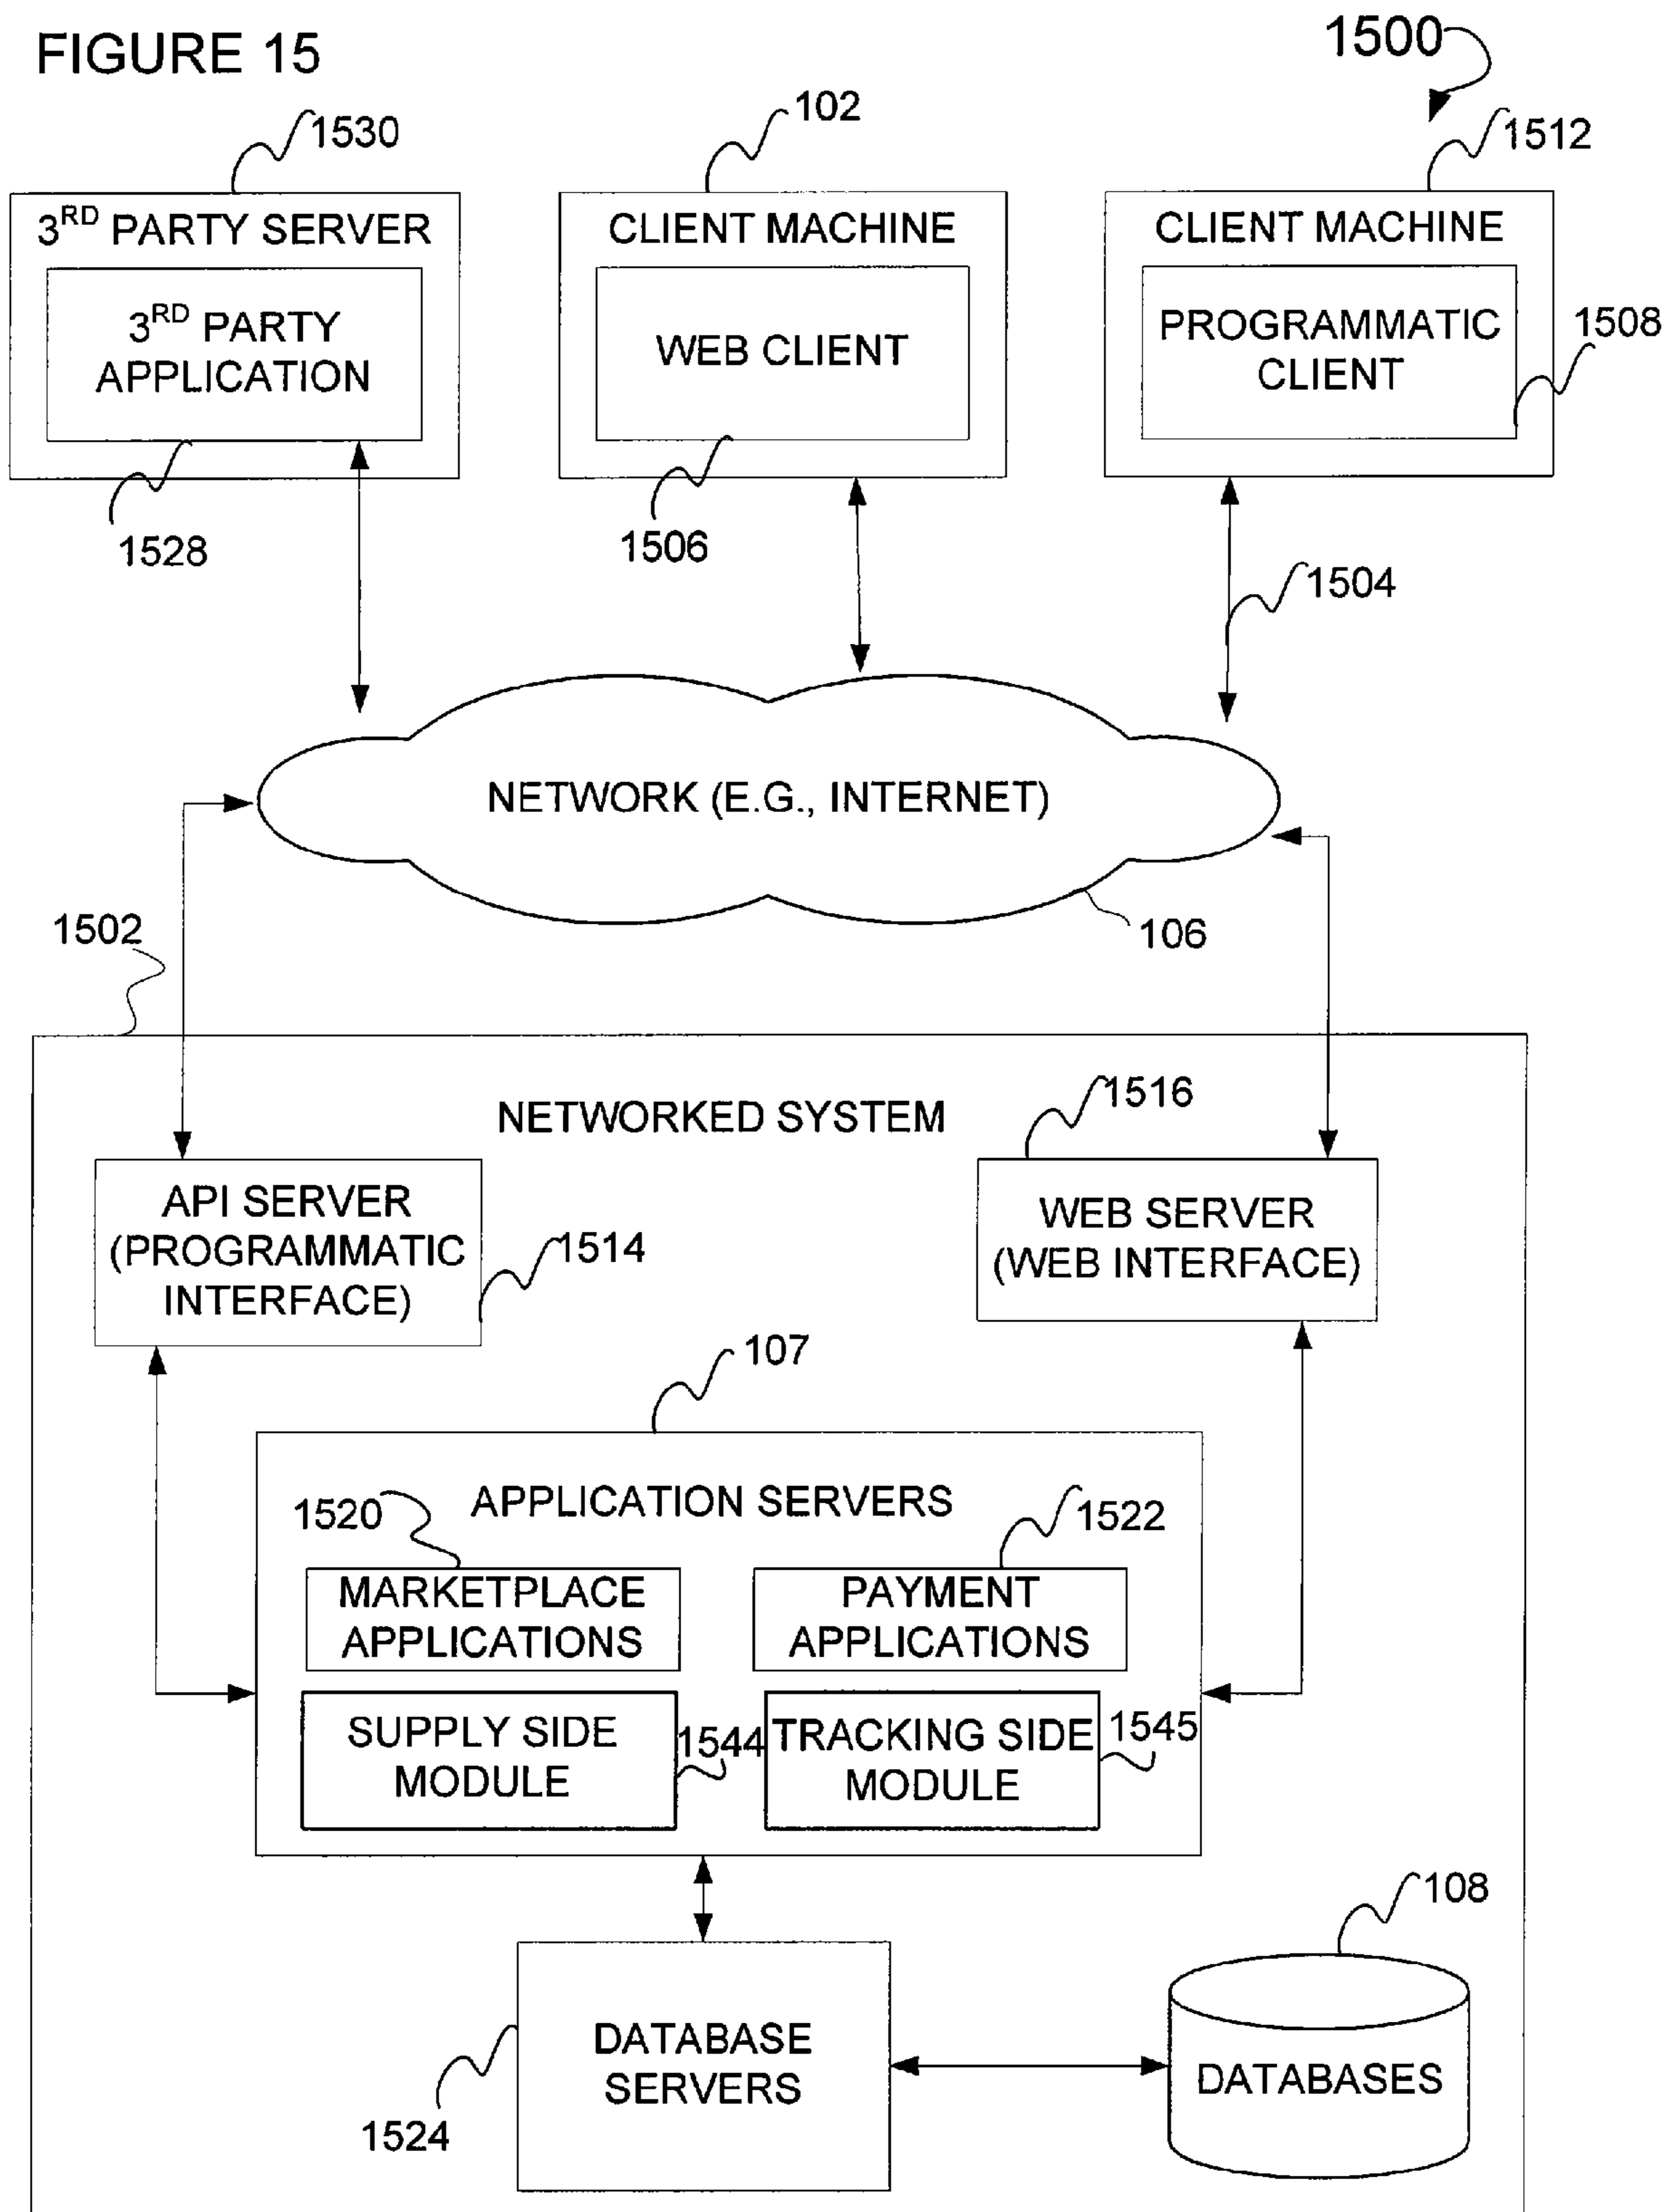 FIGURE 15
1500
1530
102
1512
3RD PARTY SERVER
3RD PARTY
APPLICATION
1528
CLIENT MACHINE
WEB CLIENT
1506
CLIENT MACHINE
PROGRAMMATIC
CLIENT
1508
1504
NETWORK (E.G., INTERNET)
106
1502
NETWORKED SYSTEM
1516
API SERVER
(PROGRAMMATIC
INTERFACE)
1514
WEB SERVER
(WEB INTERFACE)
107
APPLICATION SERVERS
1520
1522
MARKETPLACE
APPLICATIONS
PAYMENT
APPLICATIONS
SUPPLY SIDE
MODULE
1544
TRACKING SIDE
MODULE
1545
108
DATABASE
SERVERS
1524
DATABASES